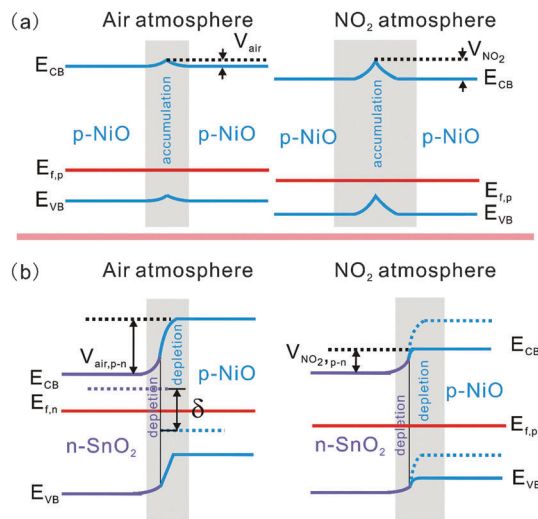 (a)
Air atmosphere
NO2 atmosphere
Vair
VNO2
ECB
ECB
accumulation
accumulation
p-NiO
p-NiO
p-NiO
p-NiO
Ef,p
Ef,p
EVB
EVB
(b)
Air atmosphere
NO2 atmosphere
Vair,p-n
VNO2,p-n
depletion
depletion
ECB
ECB
p-NiO
p-NiO
depletion
depletion
Ef,n
δ
Ef,p
n-SnO2
n-SnO2
EVB
EVB